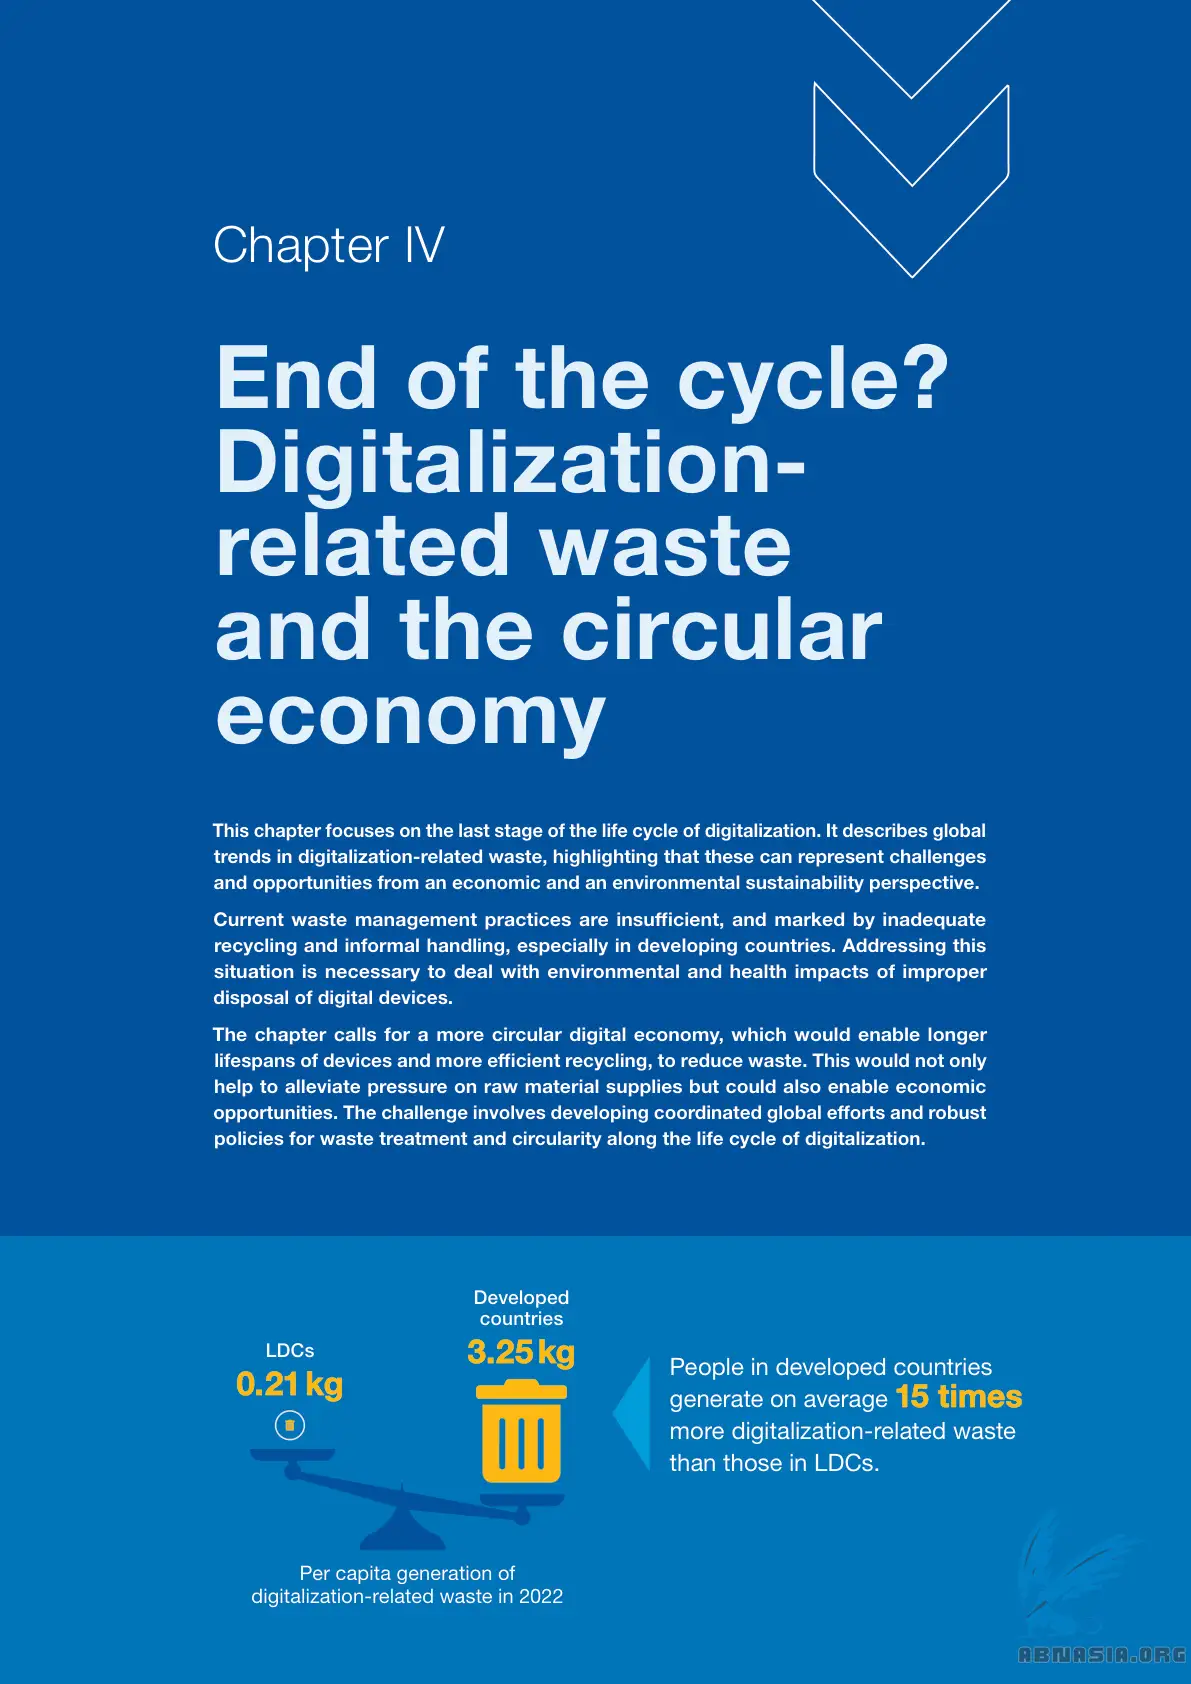 Chapter IV
End of the cycle?
Digitalization-
related waste
and the circular
economy
This chapter focuses on the last stage of the life cycle of digitalization. It describes global
trends in digitalization-related waste, highlighting that these can represent challenges
and opportunities from an economic and an environmental sustainability perspective.
Current waste management practices are insufficient, and marked by inadequate
recycling and informal handling, especially in developing countries. Addressing this
situation is necessary to deal with environmental and health impacts of improper
disposal of digital devices.
The chapter calls for a more circular digital economy, which would enable longer
lifespans of devices and more efficient recycling, to reduce waste. This would not only
help to alleviate pressure on raw material supplies but could also enable economic
opportunities. The challenge involves developing coordinated global efforts and robust
policies for waste treatment and circularity along the life cycle of digitalization.
LDCs
0.21 kg
Developed
countries
3.25 kg
Per capita generation of
digitalization-related waste in 2022
People in developed countries
generate on average 15 times
more digitalization-related waste
than those in LDCs.
ABNASIA.ORG